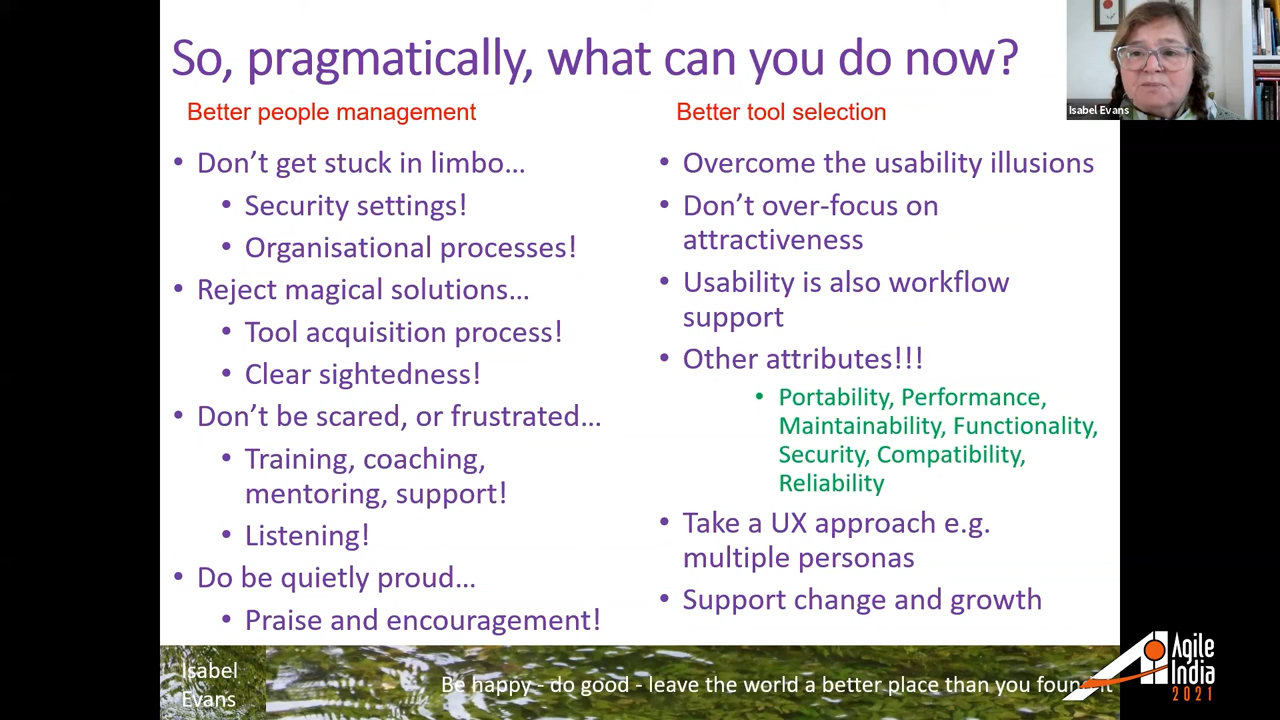 So, pragmatically, what can you do now?
Isabel Evans
Better people management
• Don't get stuck in limbo…
• Security settings!
• Organisational processes!
• Reject magical solutions…
• Tool acquisition process!
• Clear sightedness!
• Don't be scared, or frustrated…
• Training, coaching,
mentoring, support!
• Listening!
• Do be quietly proud…
• Praise and encouragement!
Better tool selection
• Overcome the usability illusions
• Don't over-focus on
attractiveness
• Usability is also workflow
support
• Other attributes!!!
• Portability, Performance,
Maintainability, Functionality,
Security, Compatibility,
Reliability
• Take a UX approach e.g.
multiple personas
• Support change and growth
Isabel
Evans
Be happy - do good - leave the world a better place than you found it
Agile
India
2021